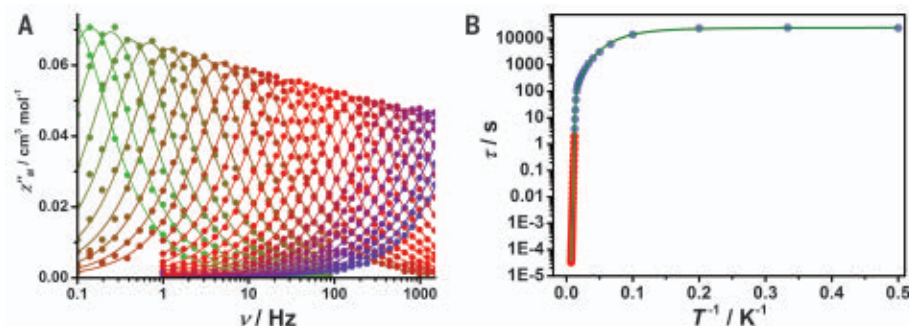 A
0.06
0.04
0.02
0.00
χ''M / cm³ mol⁻¹
0.1 1 10 100 1000
ν / Hz
B
10000
1000
100
10
1
0.1
0.01
1E-3
1E-4
1E-5
τ / s
0.0 0.1 0.2 0.3 0.4 0.5
T⁻¹ / K⁻¹